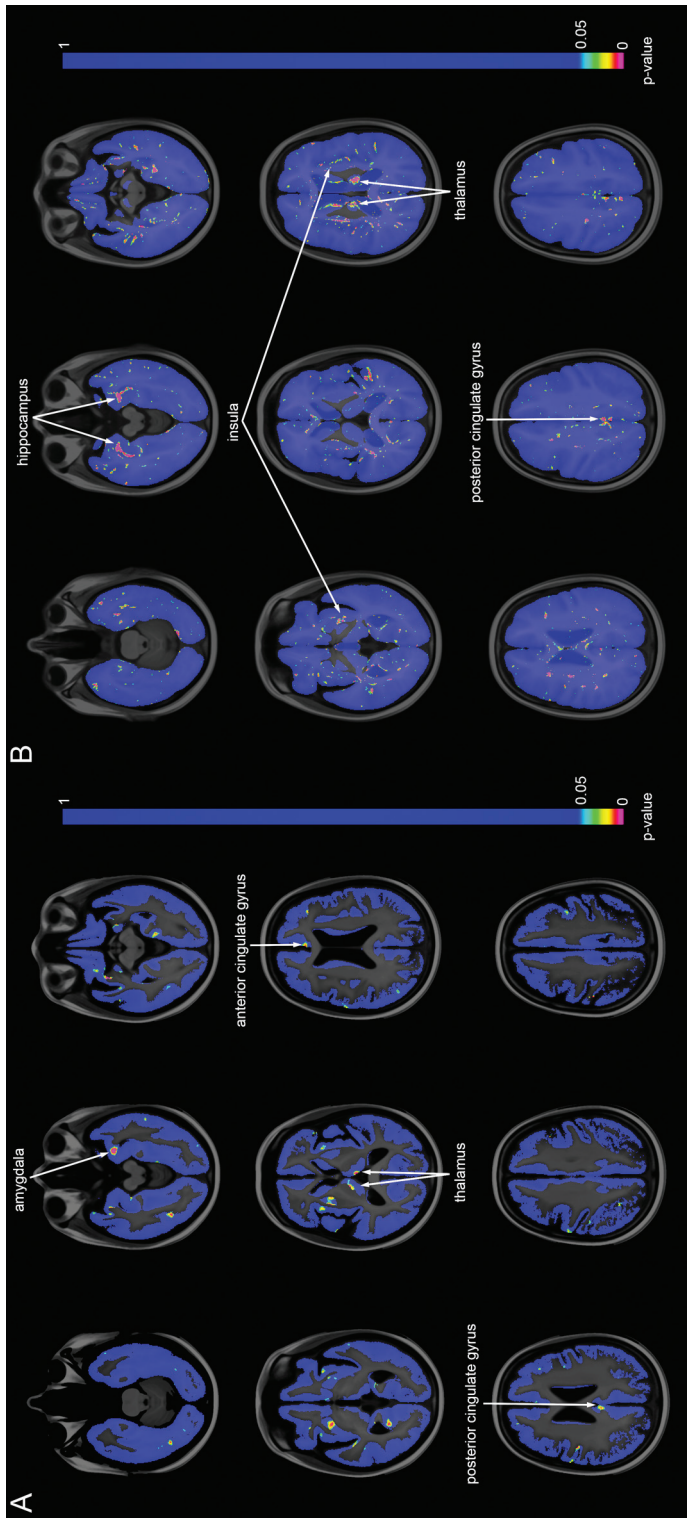 A
amygdala
anterior cingulate gyrus
thalamus
posterior cingulate gyrus
1
0.05
0
p-value
B
hippocampus
insula
thalamus
posterior cingulate gyrus
1
0.05
0
p-value